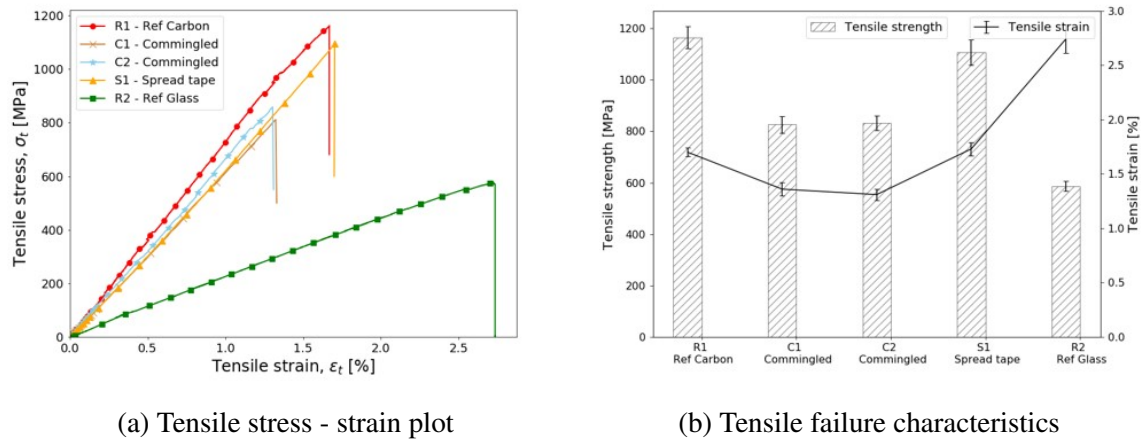 1200
1000
800
600
400
200
0
Tensile stress, σt [MPa]
R1 - Ref Carbon
C1 - Commingled
C2 - Commingled
S1 - Spread tape
R2 - Ref Glass
0.0 0.5 1.0 1.5 2.0 2.5
Tensile strain, εt [%]
(a) Tensile stress - strain plot
1200
1000
800
600
400
200
0
Tensile strength [MPa]
Tensile strength
Tensile strain
3.0
2.5
2.0
1.5
1.0
0.5
0.0
Tensile strain [%]
R1 C1 C2 S1 R2
Ref Carbon Commingled Commingled Spread tape Ref Glass
(b) Tensile failure characteristics